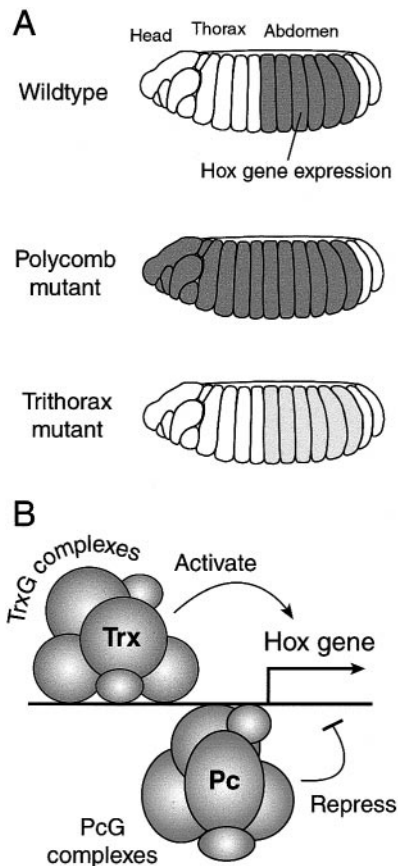 A
Head Thorax Abdomen
Wildtype
Hox gene expression
Polycomb
mutant
Trithorax
mutant
B
TrxG complexes
Activate
Trx
Hox gene
Pc
Repress
PcG
complexes